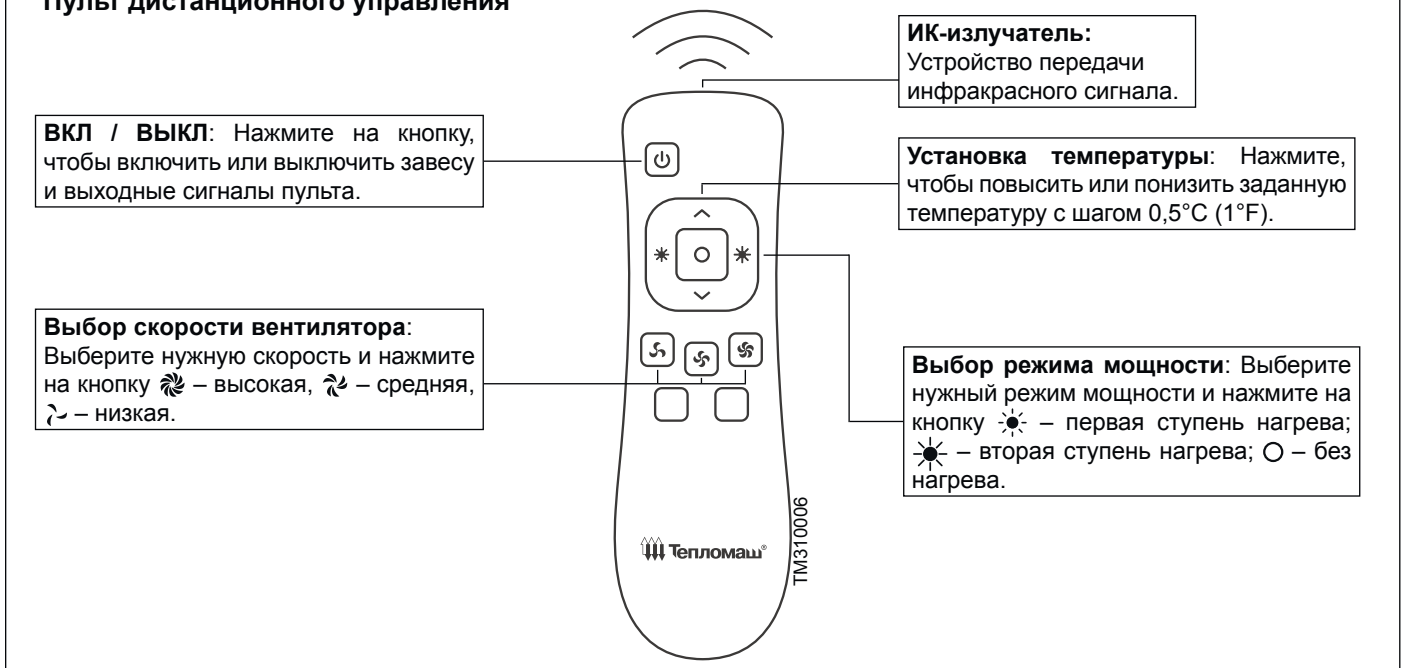 Пульт дистанционного управления
ИК-излучатель:
Устройство передачи
инфракрасного сигнала.
ВКЛ / ВЫКЛ: Нажмите на кнопку,
чтобы включить или выключить завесу
и выходные сигналы пульта.
Установка температуры: Нажмите,
чтобы повысить или понизить заданную
температуру с шагом 0,5°C (1°F).
Выбор скорости вентилятора:
Выберите нужную скорость и нажмите
на кнопку – высокая, – средняя,
– низкая.
Выбор режима мощности: Выберите
нужный режим мощности и нажмите на
кнопку – первая ступень нагрева;
– вторая ступень нагрева; – без
нагрева.
Тепломаш®
TM310006